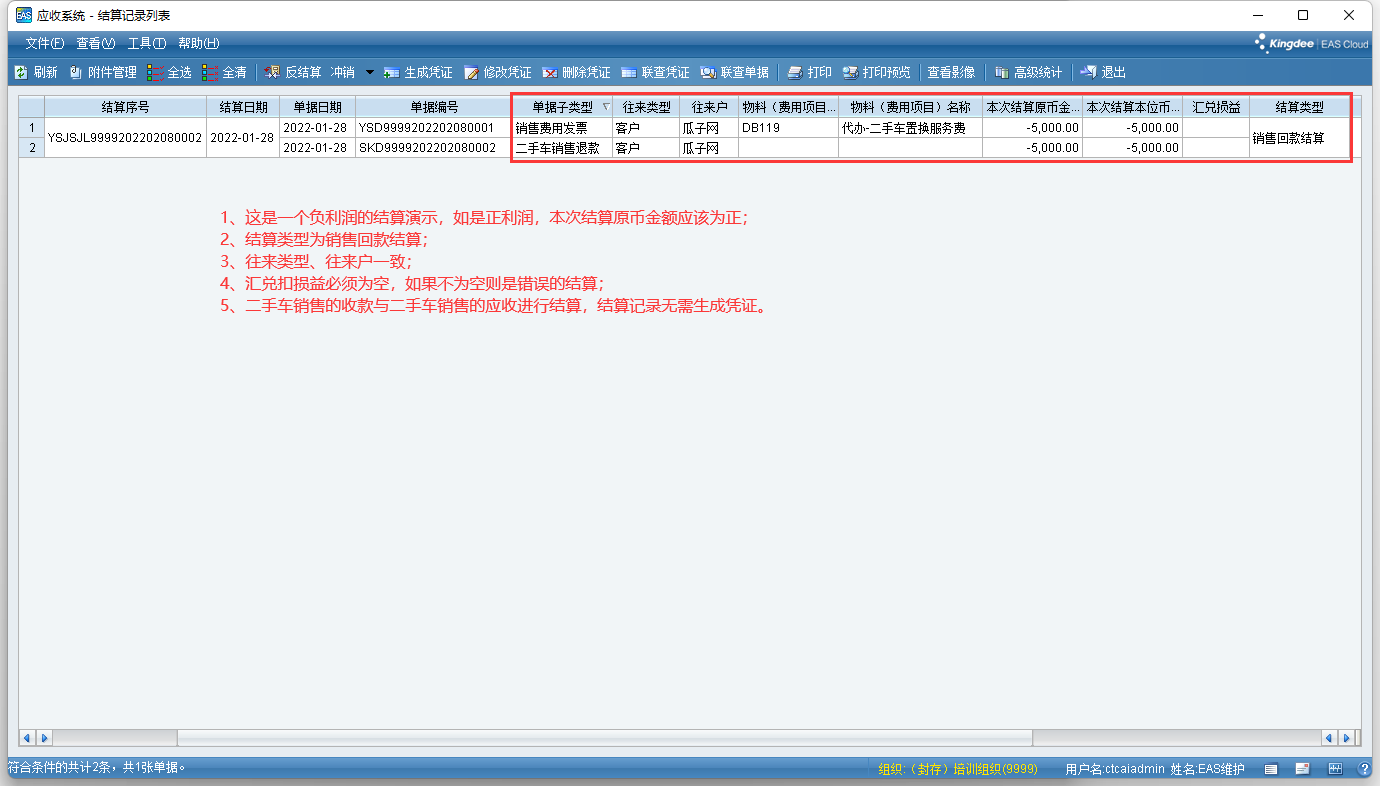 EAS 应收系统 - 结算记录列表
文件(F) 查看(V) 工具(T) 帮助(H) Kingdee EAS Cloud
刷新 附件管理 全选 全清 反结算 冲销 生成凭证 修改凭证 删除凭证 联查凭证 联查单据 打印 打印预览 查看影像 高级统计 退出
结算序号 结算日期 单据日期 单据编号 单据子类型 往来类型 往来户 物料（费用项目... 物料（费用项目）名称 本次结算原币金... 本次结算本位币... 汇兑损益 结算类型
1 YSJSJL9999202202080002 2022-01-28 2022-01-28 YSD9999202202080001 销售费用发票 客户 瓜子网 DB119 代办-二手车置换服务费 -5,000.00 -5,000.00 销售回款结算
2 2022-01-28 SKD9999202202080002 二手车销售退款 客户 瓜子网 -5,000.00 -5,000.00
1、这是一个负利润的结算演示，如是正利润，本次结算原币金额应该为正；
2、结算类型为销售回款结算；
3、往来类型、往来户一致；
4、汇兑扣损益必须为空，如果不为空则是错误的结算；
5、二手车销售的收款与二手车销售的应收进行结算，结算记录无需生成凭证。
符合条件的共计2条，共1张单据。 组织:（封存）培训组织(9999) 用户名:ctcaiadmin 姓名:EAS维护